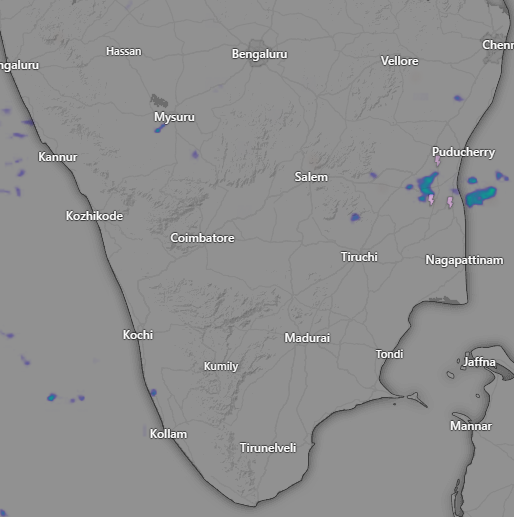 Hassan
Bengaluru
Chenn
Vellore
ngaluru
Mysuru
Puducherry
Kannur
Salem
Kozhikode
Coimbatore
Tiruchi
Nagapattinam
Kochi
Madurai
Tondi
Jaffna
Kumily
Mannar
Kollam
Tirunelveli